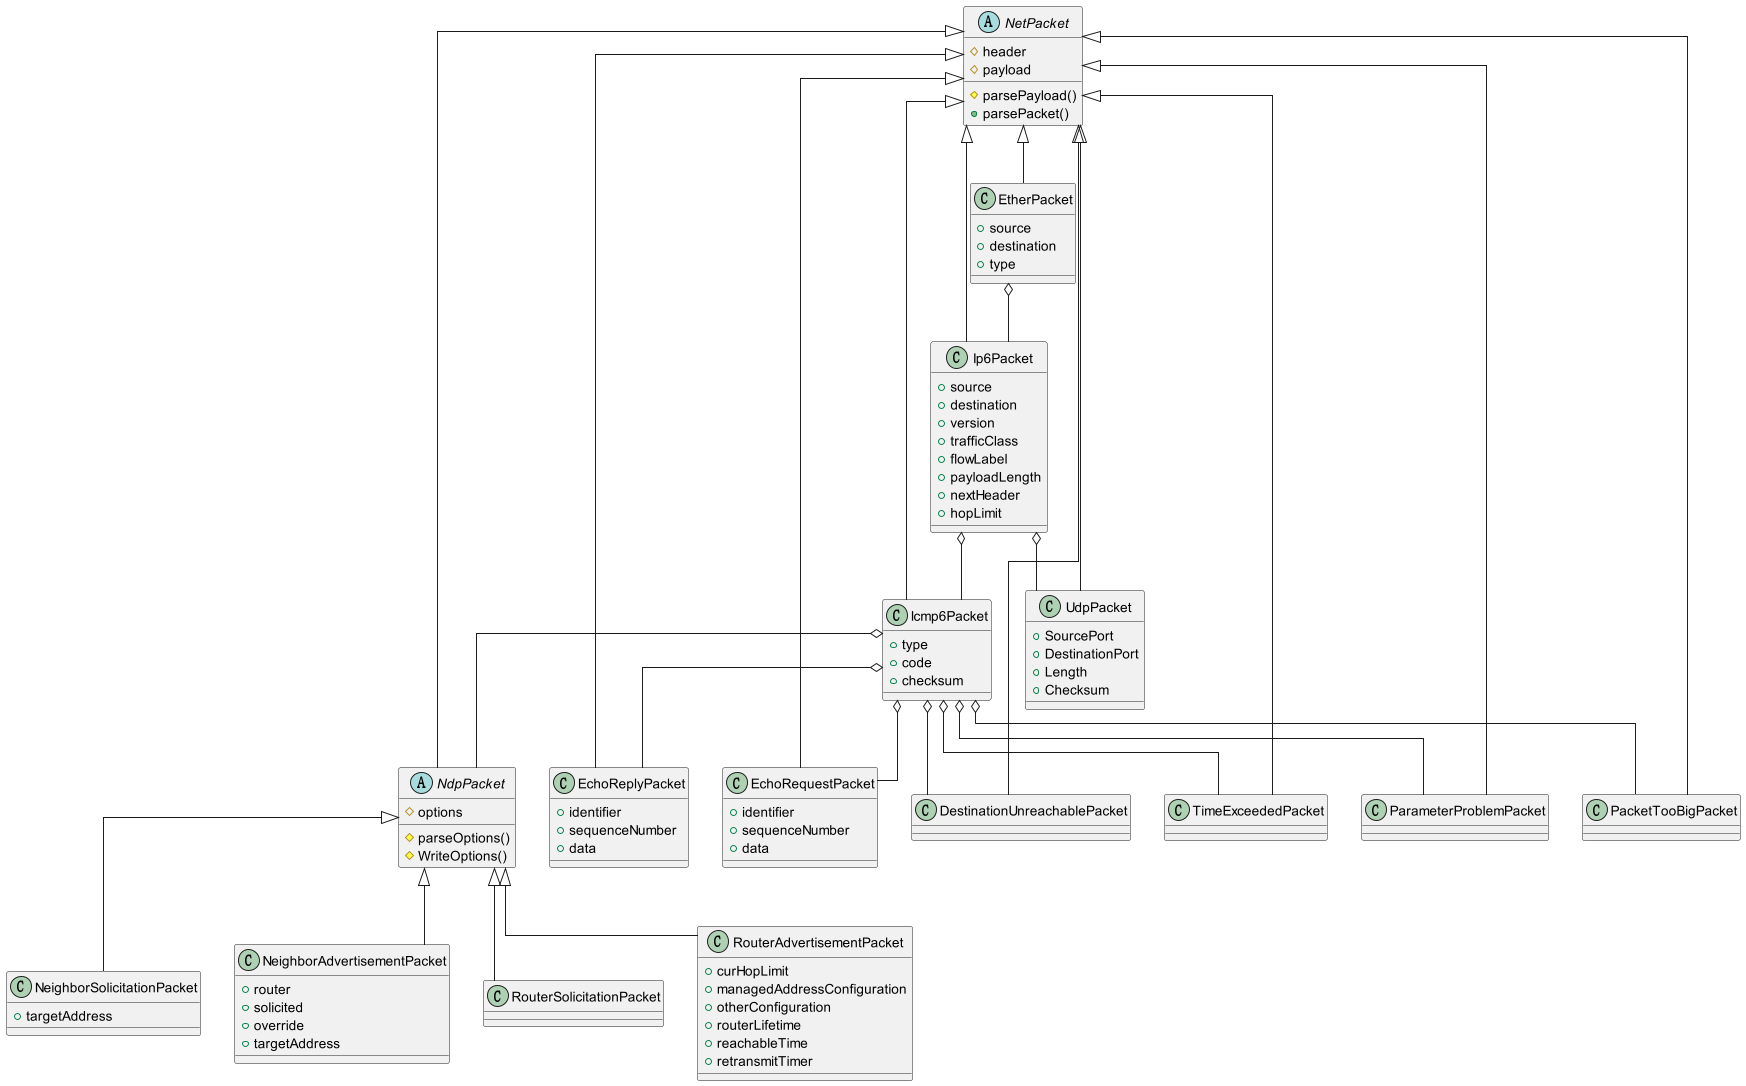 A NetPacket
header
payload
parsePayload()
parsePacket()
C EtherPacket
source
destination
type
C Ip6Packet
source
destination
version
trafficClass
flowLabel
payloadLength
nextHeader
hopLimit
C Icmp6Packet
type
code
checksum
C UdpPacket
SourcePort
DestinationPort
Length
Checksum
A NdpPacket
options
parseOptions()
WriteOptions()
C EchoReplyPacket
identifier
sequenceNumber
data
C EchoRequestPacket
identifier
sequenceNumber
data
C DestinationUnreachablePacket
C TimeExceededPacket
C ParameterProblemPacket
C PacketTooBigPacket
C NeighborSolicitationPacket
targetAddress
C NeighborAdvertisementPacket
router
solicited
override
targetAddress
C RouterSolicitationPacket
C RouterAdvertisementPacket
curHopLimit
managedAddressConfiguration
otherConfiguration
routerLifetime
reachableTime
retransmitTimer